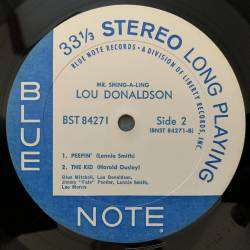 33⅓ STEREO LONG PLAYING
BLUE NOTE RECORDS • A DIVISION OF LIBERTY RECORDS, INC.
MR. SHING-A-LING
LOU DONALDSON
BST 84271
Side 2
(BNST 84271-B)
1. PEEPIN' (Lonnie Smith)
2. THE KID (Harold Ousley)
Blue Mitchell, Lou Donaldson,
Jimmy "Fats" Ponder, Lonnie Smith,
Leo Morris
BLUE
NOTE